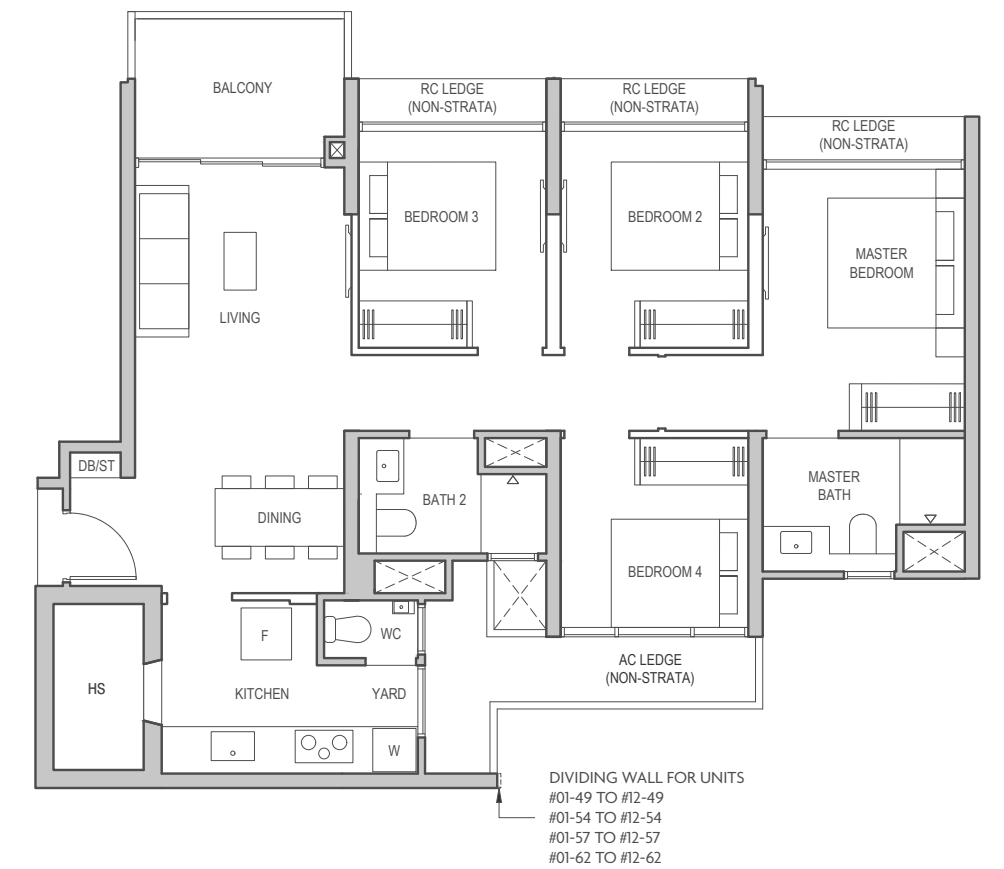 BALCONY
RC LEDGE
(NON-STRATA)
RC LEDGE
(NON-STRATA)
RC LEDGE
(NON-STRATA)
BEDROOM 3
BEDROOM 2
MASTER
BEDROOM
LIVING
DB/ST
DINING
BATH 2
MASTER
BATH
BEDROOM 4
F
WC
HS
KITCHEN
YARD
AC LEDGE
(NON-STRATA)
W
DIVIDING WALL FOR UNITS
#01-49 TO #12-49
#01-54 TO #12-54
#01-57 TO #12-57
#01-62 TO #12-62